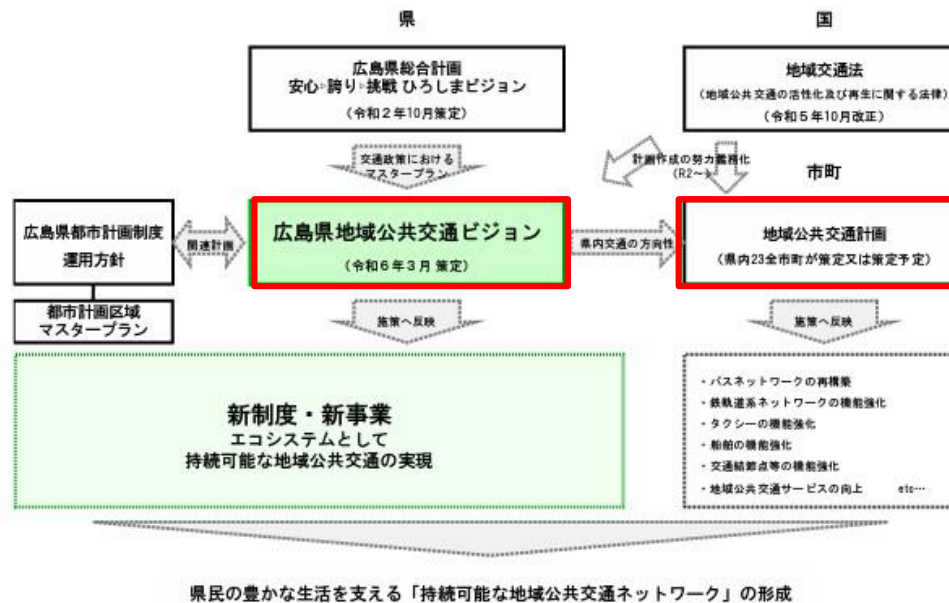 県
国
広島県総合計画
安心▷誇り▷挑戦 ひろしまビジョン
(令和2年10月策定)
地域交通法
(地域公共交通の活性化及び再生に関する法律)
(令和5年10月改正)
交通政策における
マスタープラン
計画作成の努力義務化
(R2~)
市町
広島県都市計画制度
運用方針
関連計画
広島県地域公共交通ビジョン
(令和6年3月 策定)
県内交通の方向性
地域公共交通計画
(県内23全市町が策定又は策定予定)
都市計画区域
マスタープラン
施策へ反映
施策へ反映
新制度・新事業
エコシステムとして
持続可能な地域公共交通の実現
・バスネットワークの再構築
・鉄軌道系ネットワークの機能強化
・タクシーの機能強化
・船舶の機能強化
・交通結節点等の機能強化
・地域公共交通サービスの向上 etc…
県民の豊かな生活を支える「持続可能な地域公共交通ネットワーク」の形成